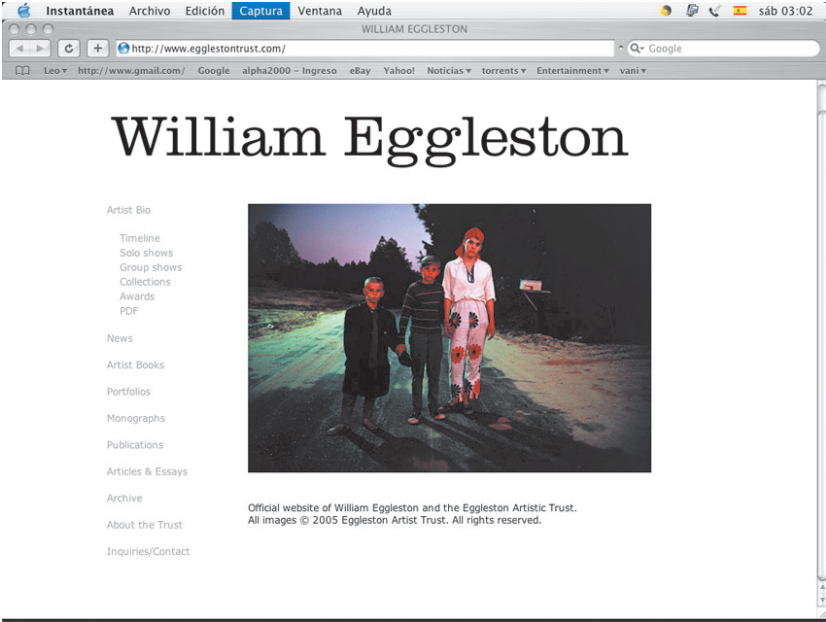 Instantánea Archivo Edición Captura Ventana Ayuda sáb 03:02
WILLIAM EGGLESTON
http://www.egglestontrust.com/ Google
Leo http://www.gmail.com/ Google alpha2000 – Ingreso eBay Yahoo! Noticias torrents Entertainment vani
William Eggleston
Artist Bio
Timeline
Solo shows
Group shows
Collections
Awards
PDF
News
Artist Books
Portfolios
Monographs
Publications
Articles & Essays
Archive
About the Trust
Inquiries/Contact
Official website of William Eggleston and the Eggleston Artistic Trust.
All images © 2005 Eggleston Artist Trust. All rights reserved.